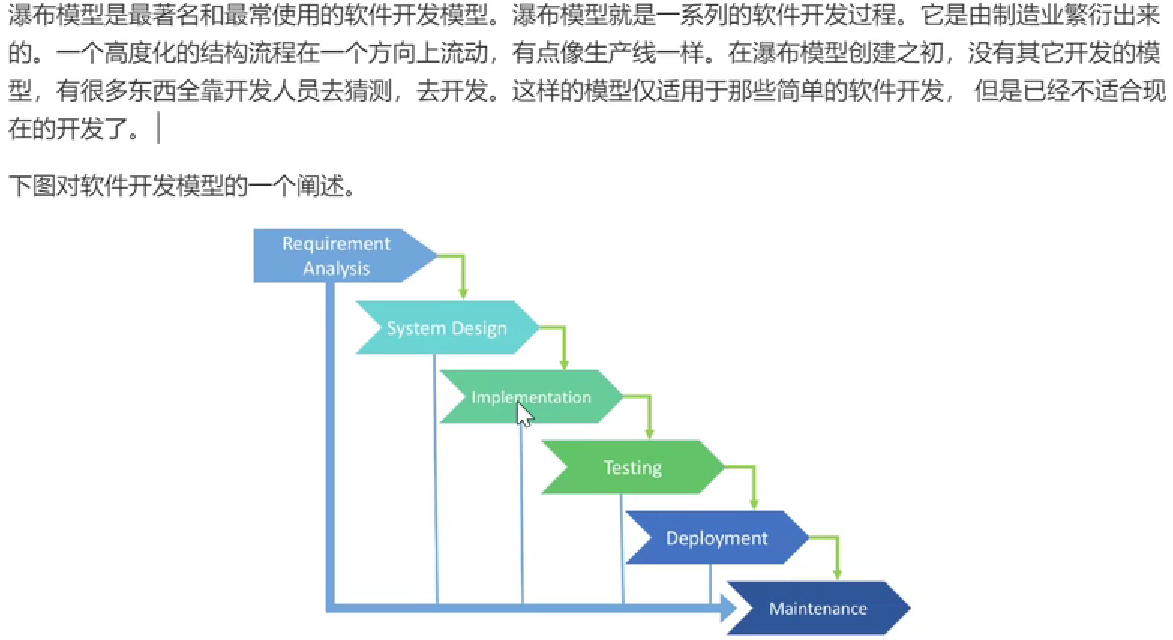 瀑布模型是最著名和最常使用的软件开发模型。瀑布模型就是一系列的软件开发过程。它是由制造业繁衍出来
的。一个高度化的结构流程在一个方向上流动，有点像生产线一样。在瀑布模型创建之初，没有其它开发的模
型，有很多东西全靠开发人员去猜测，去开发。这样的模型仅适用于那些简单的软件开发， 但是已经不适合现
在的开发了。
下图对软件开发模型的一个阐述。
Requirement
Analysis
System Design
Implementation
Testing
Deployment
Maintenance